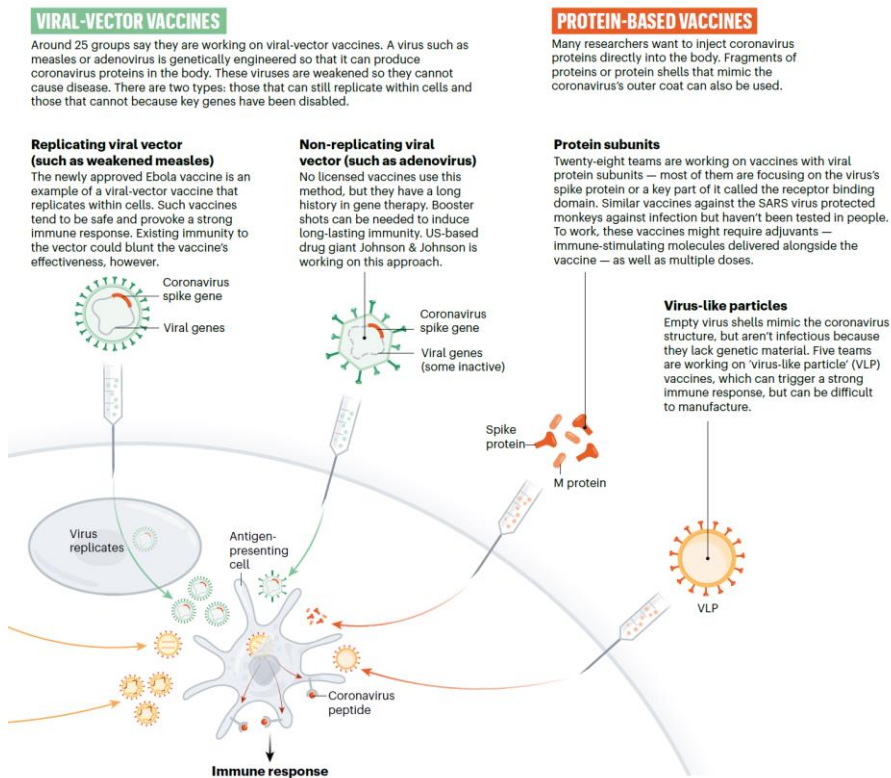 VIRAL-VECTOR VACCINES
Around 25 groups say they are working on viral-vector vaccines. A virus such as
measles or adenovirus is genetically engineered so that it can produce
coronavirus proteins in the body. These viruses are weakened so they cannot
cause disease. There are two types: those that can still replicate within cells and
those that cannot because key genes have been disabled.
Replicating viral vector
(such as weakened measles)
The newly approved Ebola vaccine is an
example of a viral-vector vaccine that
replicates within cells. Such vaccines
tend to be safe and provoke a strong
immune response. Existing immunity to
the vector could blunt the vaccine's
effectiveness, however.
Coronavirus
spike gene
Viral genes
Non-replicating viral
vector (such as adenovirus)
No licensed vaccines use this
method, but they have a long
history in gene therapy. Booster
shots can be needed to induce
long-lasting immunity. US-based
drug giant Johnson & Johnson is
working on this approach.
Coronavirus
spike gene
Viral genes
(some inactive)
PROTEIN-BASED VACCINES
Many researchers want to inject coronavirus
proteins directly into the body. Fragments of
proteins or protein shells that mimic the
coronavirus's outer coat can also be used.
Protein subunits
Twenty-eight teams are working on vaccines with viral
protein subunits — most of them are focusing on the virus's
spike protein or a key part of it called the receptor binding
domain. Similar vaccines against the SARS virus protected
monkeys against infection but haven't been tested in people.
To work, these vaccines might require adjuvants —
immune-stimulating molecules delivered alongside the
vaccine — as well as multiple doses.
Virus-like particles
Empty virus shells mimic the coronavirus
structure, but aren't infectious because
they lack genetic material. Five teams
are working on 'virus-like particle' (VLP)
vaccines, which can trigger a strong
immune response, but can be difficult
to manufacture.
Spike
protein
M protein
VLP
Virus
replicates
Antigen-
presenting
cell
Coronavirus
peptide
Immune response